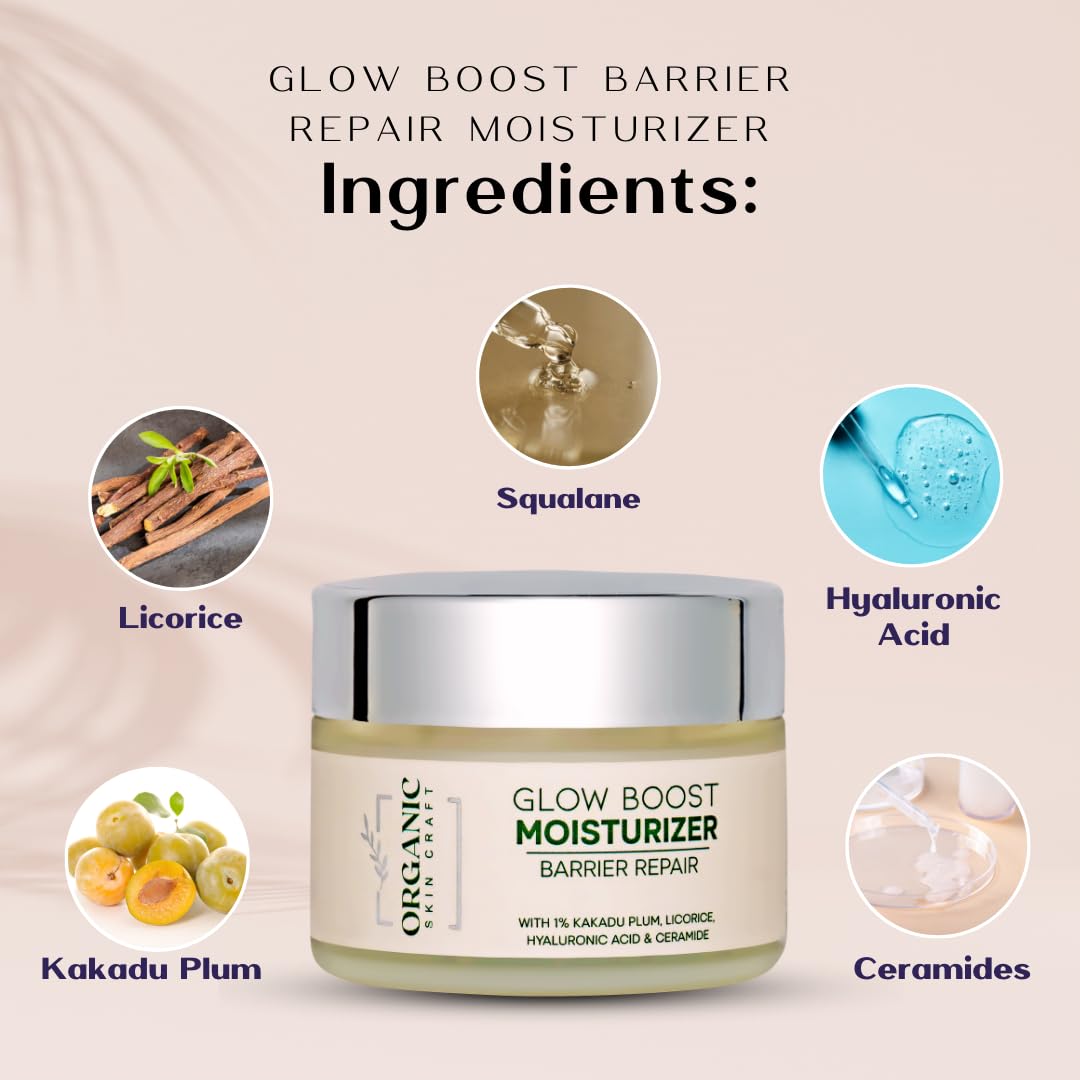 GLOW BOOST BARRIER
REPAIR MOISTURIZER
Ingredients:
Squalane
Licorice
Hyaluronic
Acid
ORGANIC
SKIN CRAFT
GLOW BOOST
MOISTURIZER
BARRIER REPAIR
WITH 1% KAKADU PLUM, LICORICE,
HYALURONIC ACID & CERAMIDE
Kakadu Plum
Ceramides